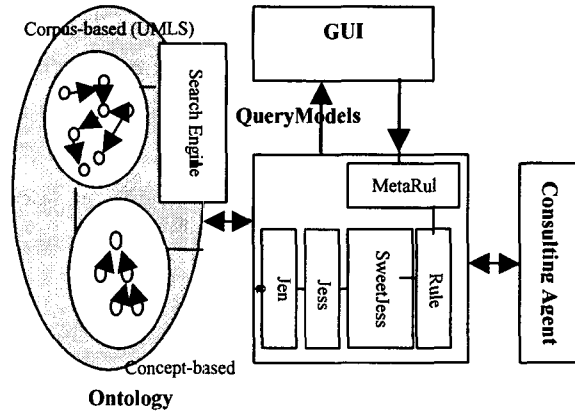 Corpus-based (UMLS)
GUI
Search Engine
QueryModels
MetaRul
Consulting Agent
Jen
Jess
SweetJess
Rule
Concept-based
Ontology